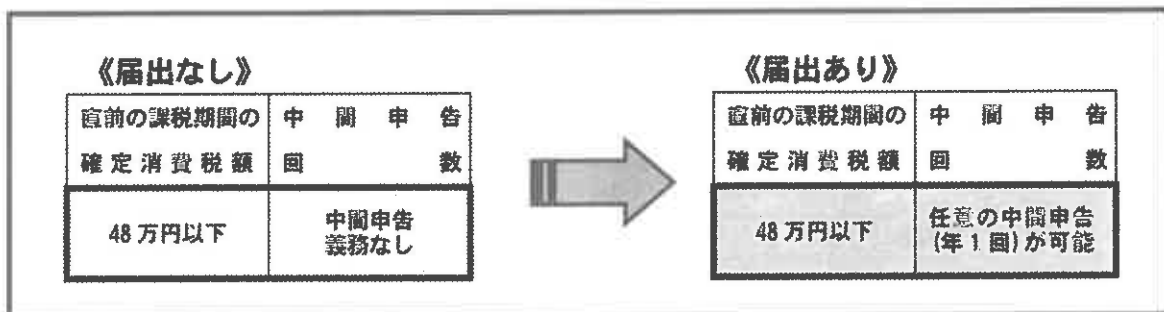 《届出なし》
直前の課税期間の
確定消費税額
中間申告
回数
48万円以下
中間申告
義務なし
《届出あり》
直前の課税期間の
確定消費税額
中間申告
回数
48万円以下
任意の中間申告
(年1回)が可能